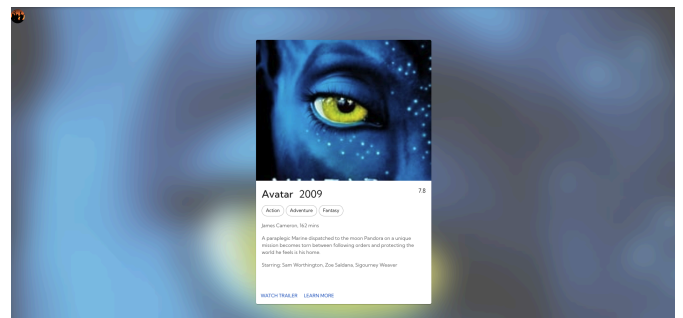 Avatar 2009
7.8
Action Adventure Fantasy
James Cameron, 162 mins
A paraplegic Marine dispatched to the moon Pandora on a unique
mission becomes torn between following orders and protecting the
world he feels is his home.
Starring: Sam Worthington, Zoe Saldana, Sigourney Weaver
WATCH TRAILER LEARN MORE